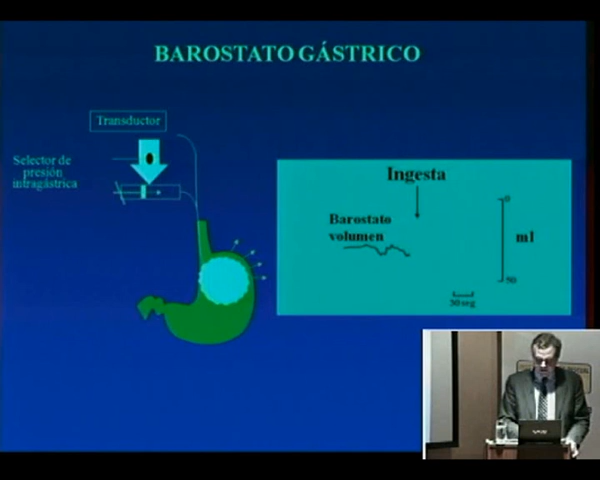 BAROSTATO GÁSTRICO
Transductor
Selector de
presión
intragástrica
Ingesta
Barostato
volumen
0
ml
50
30 seg